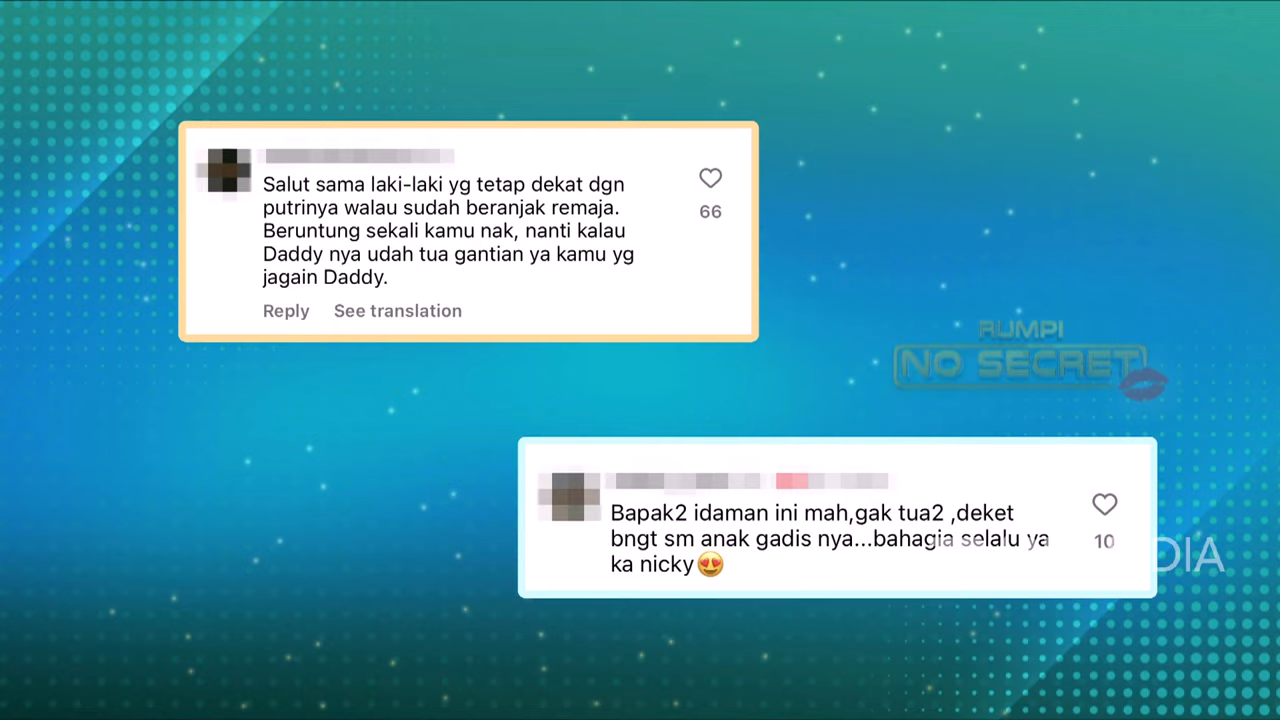 Salut sama laki-laki yg tetap dekat dgn
putrinya walau sudah beranjak remaja.
Beruntung sekali kamu nak, nanti kalau
Daddy nya udah tua gantian ya kamu yg
jagain Daddy.
66
Reply See translation
RUMPI
NO SECRET
Bapak2 idaman ini mah,gak tua2 ,deket
bngt sm anak gadis nya...bahagia selalu ya
ka nicky😍
10
DIA